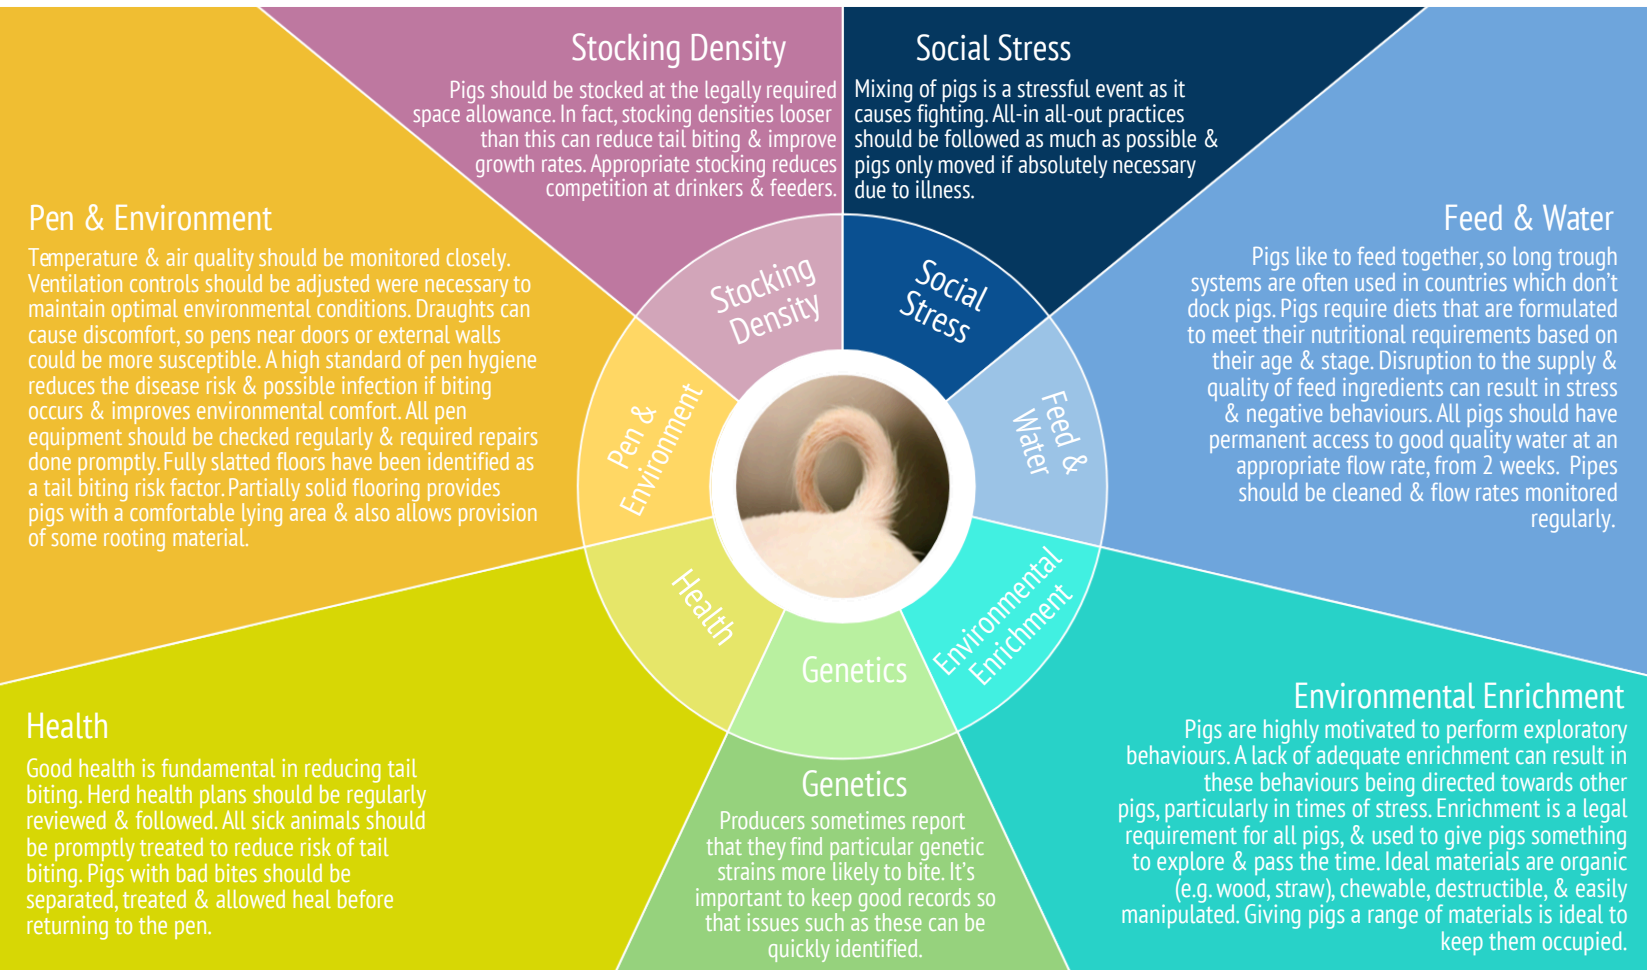 Stocking Density
Pigs should be stocked at the legally required
space allowance. In fact, stocking densities looser
than this can reduce tail biting & improve
growth rates. Appropriate stocking reduces
competition at drinkers & feeders.
Social Stress
Mixing of pigs is a stressful event as it
causes fighting. All-in all-out practices
should be followed as much as possible &
pigs only moved if absolutely necessary
due to illness.
Pen & Environment
Temperature & air quality should be monitored closely.
Ventilation controls should be adjusted were necessary to
maintain optimal environmental conditions. Draughts can
cause discomfort, so pens near doors or external walls
could be more susceptible. A high standard of pen hygiene
reduces the disease risk & possible infection if biting
occurs & improves environmental comfort. All pen
equipment should be checked regularly & required repairs
done promptly. Fully slatted floors have been identified as
a tail biting risk factor. Partially solid flooring provides
pigs with a comfortable lying area & also allows provision
of some rooting material.
Feed & Water
Pigs like to feed together, so long trough
systems are often used in countries which don't
dock pigs. Pigs require diets that are formulated
to meet their nutritional requirements based on
their age & stage. Disruption to the supply &
quality of feed ingredients can result in stress
& negative behaviours. All pigs should have
permanent access to good quality water at an
appropriate flow rate, from 2 weeks. Pipes
should be cleaned & flow rates monitored
regularly.
Stocking
Density
Social
Stress
Pen &
Environment
Feed &
Water
Health
Genetics
Environmental
Enrichment
Health
Good health is fundamental in reducing tail
biting. Herd health plans should be regularly
reviewed & followed. All sick animals should
be promptly treated to reduce risk of tail
biting. Pigs with bad bites should be
separated, treated & allowed heal before
returning to the pen.
Genetics
Producers sometimes report
that they find particular genetic
strains more likely to bite. It's
important to keep good records so
that issues such as these can be
quickly identified.
Environmental Enrichment
Pigs are highly motivated to perform exploratory
behaviours. A lack of adequate enrichment can result in
these behaviours being directed towards other
pigs, particularly in times of stress. Enrichment is a legal
requirement for all pigs, & used to give pigs something
to explore & pass the time. Ideal materials are organic
(e.g. wood, straw), chewable, destructible, & easily
manipulated. Giving pigs a range of materials is ideal to
keep them occupied.